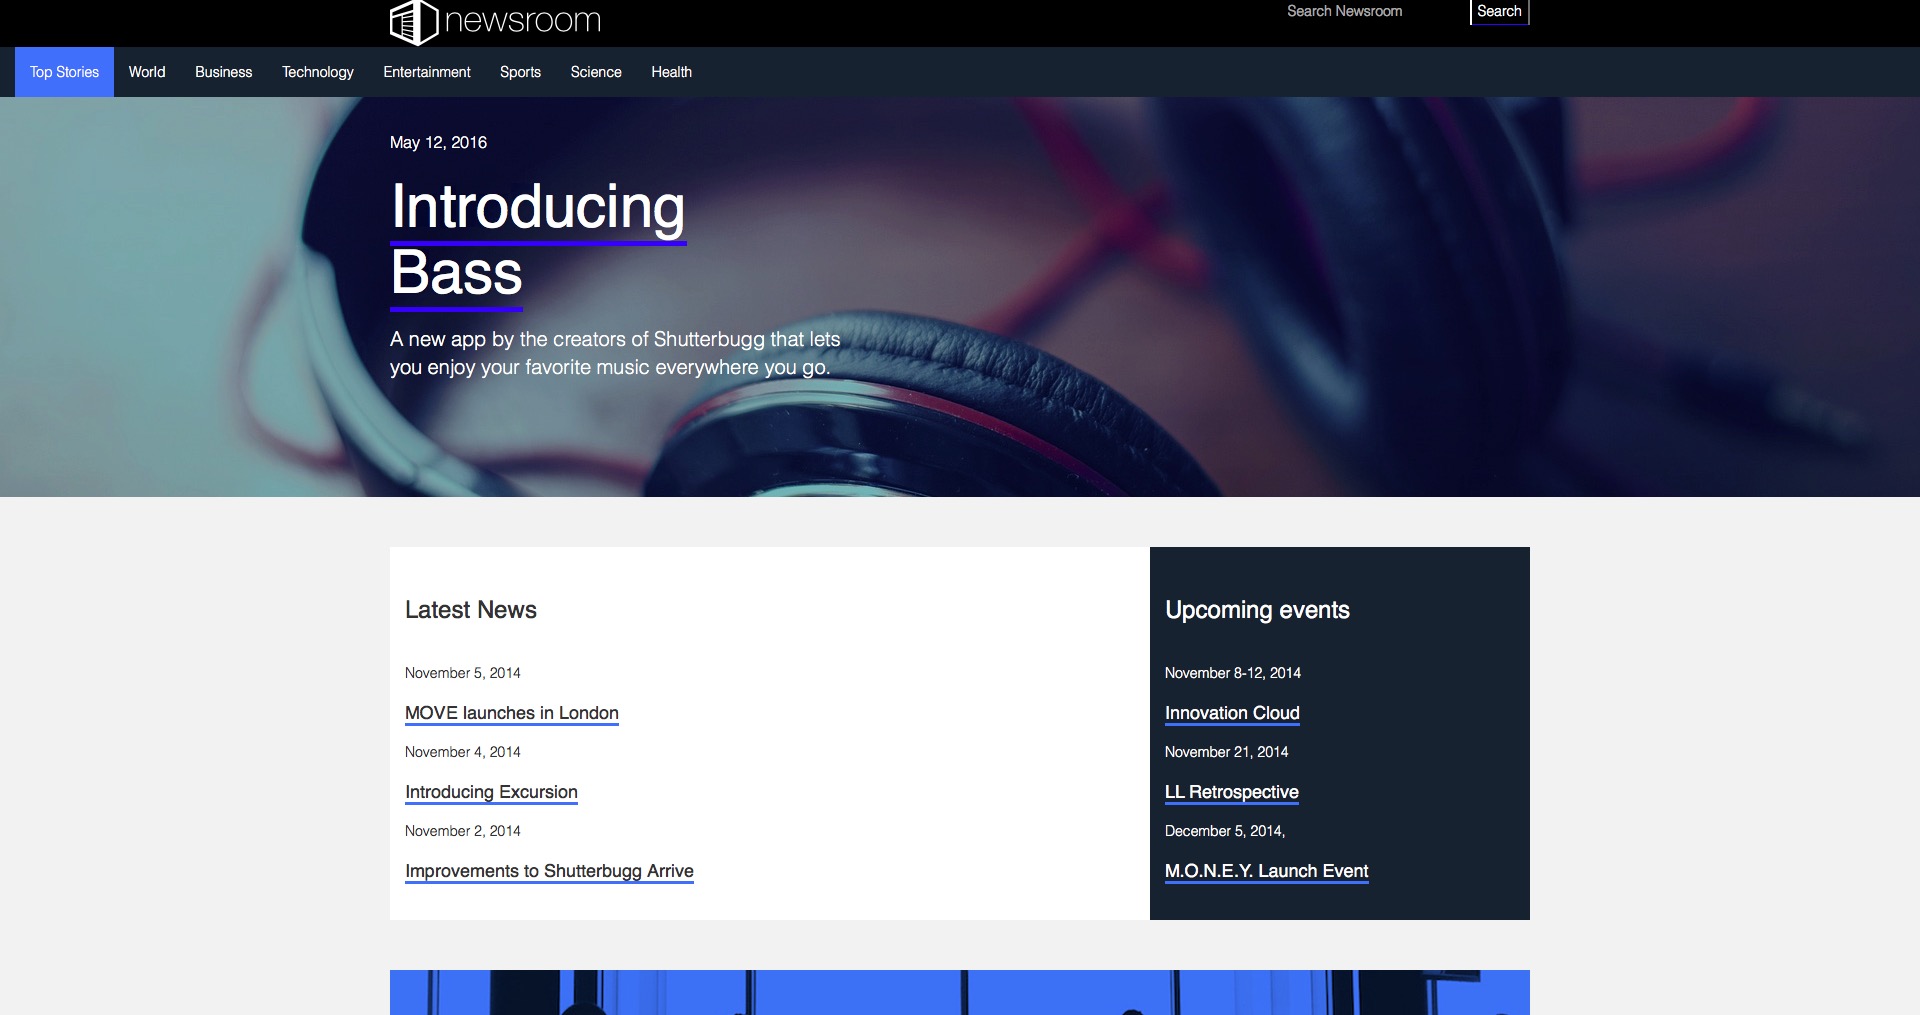 newsroom
Search Newsroom
Search
Top Stories
World
Business
Technology
Entertainment
Sports
Science
Health
May 12, 2016
Introducing
Bass
A new app by the creators of Shutterbugg that lets
you enjoy your favorite music everywhere you go.
Latest News
November 5, 2014
MOVE launches in London
November 4, 2014
Introducing Excursion
November 2, 2014
Improvements to Shutterbugg Arrive
Upcoming events
November 8-12, 2014
Innovation Cloud
November 21, 2014
LL Retrospective
December 5, 2014,
M.O.N.E.Y. Launch Event